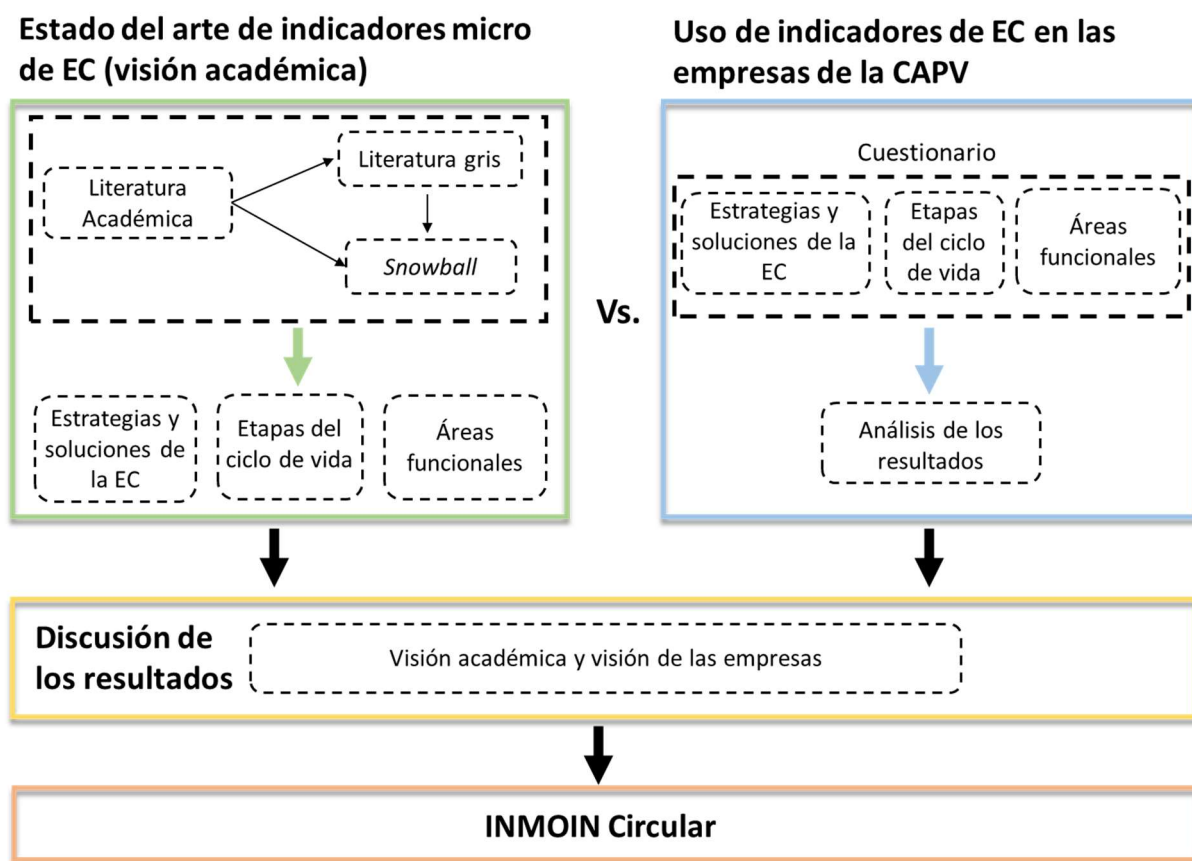 Estado del arte de indicadores micro
de EC (visión académica)
Literatura
Académica
Literatura gris
Snowball
Estrategias y
soluciones de
la EC
Etapas del
ciclo de vida
Áreas
funcionales
Vs.
Uso de indicadores de EC en las
empresas de la CAPV
Cuestionario
Estrategias y
soluciones de la
EC
Etapas
del ciclo
de vida
Áreas
funcionales
Análisis de los
resultados
Discusión de
los resultados
Visión académica y visión de las empresas
INMOIN Circular